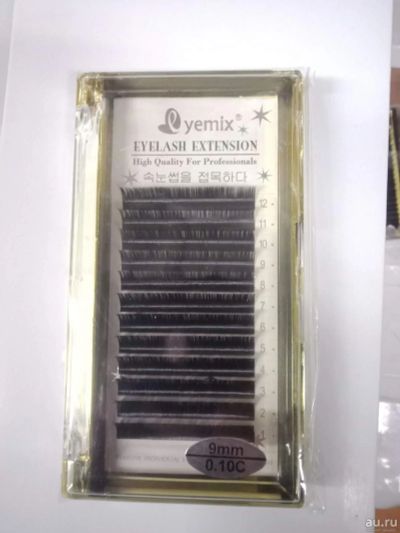 eyemix®
EYELASH EXTENSION
High Quality For Professionals
속눈썹을 접목하다
12
11
10
9
8
7
6
5
4
3
2
1
9mm
0.10C
au.ru